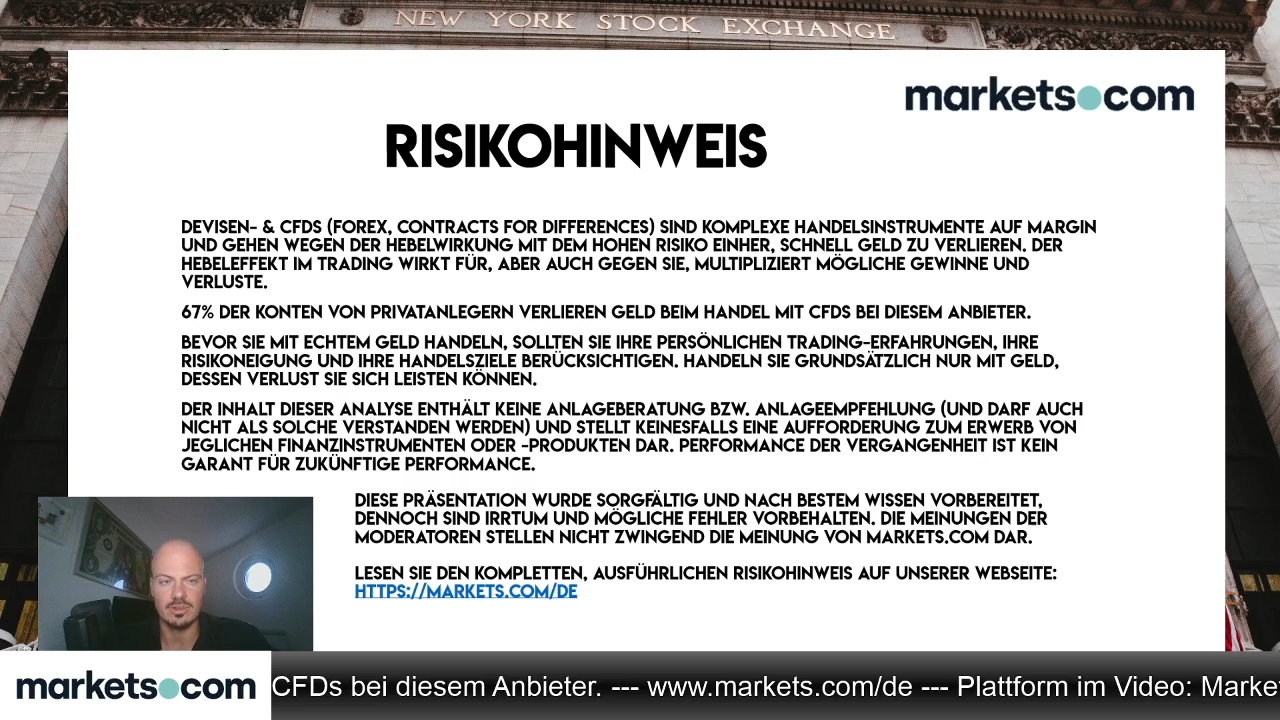 NEW YORK STOCK EXCHANGE
markets.com
RISIKOHINWEIS
DEVISEN- & CFDS (FOREX, CONTRACTS FOR DIFFERENCES) SIND KOMPLEXE HANDELSINSTRUMENTE AUF MARGIN
UND GEHEN WEGEN DER HEBELWIRKUNG MIT DEM HOHEN RISIKO EINHER, SCHNELL GELD ZU VERLIEREN. DER
HEBELEFFEKT IM TRADING WIRKT FÜR, ABER AUCH GEGEN SIE, MULTIPLIZIERT MÖGLICHE GEWINNE UND
VERLUSTE.
67% DER KONTEN VON PRIVATANLEGERN VERLIEREN GELD BEIM HANDEL MIT CFDS BEI DIESEM ANBIETER.
BEVOR SIE MIT ECHTEM GELD HANDELN, SOLLTEN SIE IHRE PERSÖNLICHEN TRADING-ERFAHRUNGEN, IHRE
RISIKONEIGUNG UND IHRE HANDELSZIELE BERÜCKSICHTIGEN. HANDELN SIE GRUNDSÄTZLICH NUR MIT GELD,
DESSEN VERLUST SIE SICH LEISTEN KÖNNEN.
DER INHALT DIESER ANALYSE ENTHÄLT KEINE ANLAGEBERATUNG BZW. ANLAGEEMPFEHLUNG (UND DARF AUCH
NICHT ALS SOLCHE VERSTANDEN WERDEN) UND STELLT KEINESFALLS EINE AUFFORDERUNG ZUM ERWERB VON
JEGLICHEN FINANZINSTRUMENTEN ODER -PRODUKTEN DAR. PERFORMANCE DER VERGANGENHEIT IST KEIN
GARANT FÜR ZUKÜNFTIGE PERFORMANCE.
DIESE PRÄSENTATION WURDE SORGFÄLTIG UND NACH BESTEM WISSEN VORBEREITET,
DENNOCH SIND IRRTUM UND MÖGLICHE FEHLER VORBEHALTEN. DIE MEINUNGEN DER
MODERATOREN STELLEN NICHT ZWINGEND DIE MEINUNG VON MARKETS.COM DAR.
LESEN SIE DEN KOMPLETTEN, AUSFÜHRLICHEN RISIKOHINWEIS AUF UNSERER WEBSEITE:
HTTPS://MARKETS.COM/DE
markets.com
CFDs bei diesem Anbieter. --- www.markets.com/de --- Plattform im Video: Marke